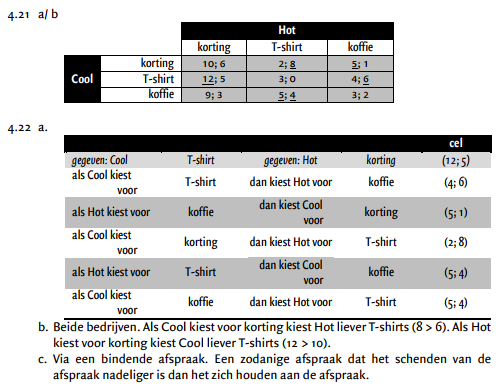 4.21 a/ b
Hot
korting T-shirt koffie
korting 10; 6 2; 8 5; 1
Cool T-shirt 12; 5 3; 0 4; 6
koffie 9; 3 5; 4 3; 2
4.22 a.
cel
gegeven: Cool T-shirt gegeven: Hot korting (12; 5)
als Cool kiest voor T-shirt dan kiest Hot voor koffie (4; 6)
als Hot kiest voor koffie dan kiest Cool voor korting (5; 1)
als Cool kiest voor korting dan kiest Hot voor T-shirt (2; 8)
als Hot kiest voor T-shirt dan kiest Cool voor koffie (5; 4)
als Cool kiest voor koffie dan kiest Hot voor T-shirt (5; 4)
b. Beide bedrijven. Als Cool kiest voor korting kiest Hot liever T-shirts (8 > 6). Als Hot
kiest voor korting kiest Cool liever T-shirts (12 > 10).
c. Via een bindende afspraak. Een zodanige afspraak dat het schenden van de
afspraak nadeliger is dan het zich houden aan de afspraak.